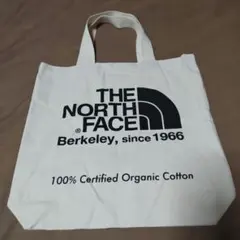 THE
NORTH
FACE
Berkeley, since 1966
100% Certified Organic Cotton